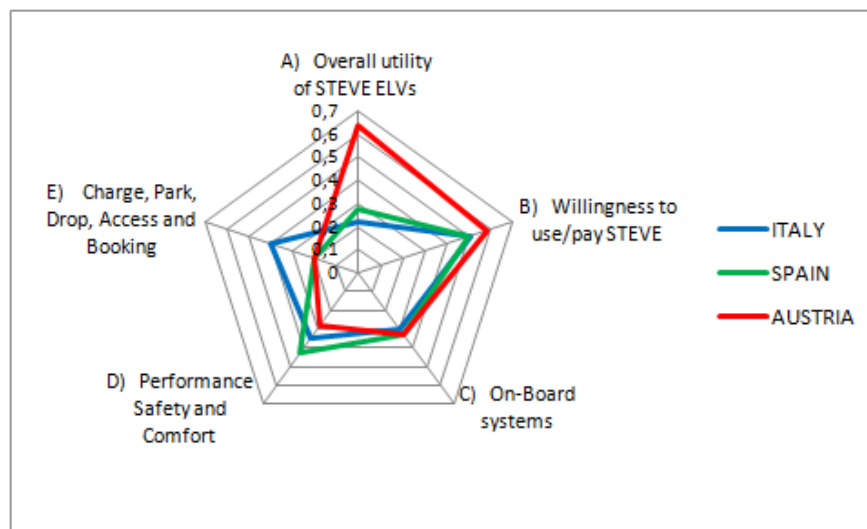 A) Overall utility
of STEVE ELVs
0,7
0,6
0,5
0,4
0,3
0,2
0,1
0
B) Willingness to
use/pay STEVE
C) On-Board
systems
D) Performance
Safety and
Comfort
E) Charge, Park,
Drop, Access and
Booking
ITALY
SPAIN
AUSTRIA